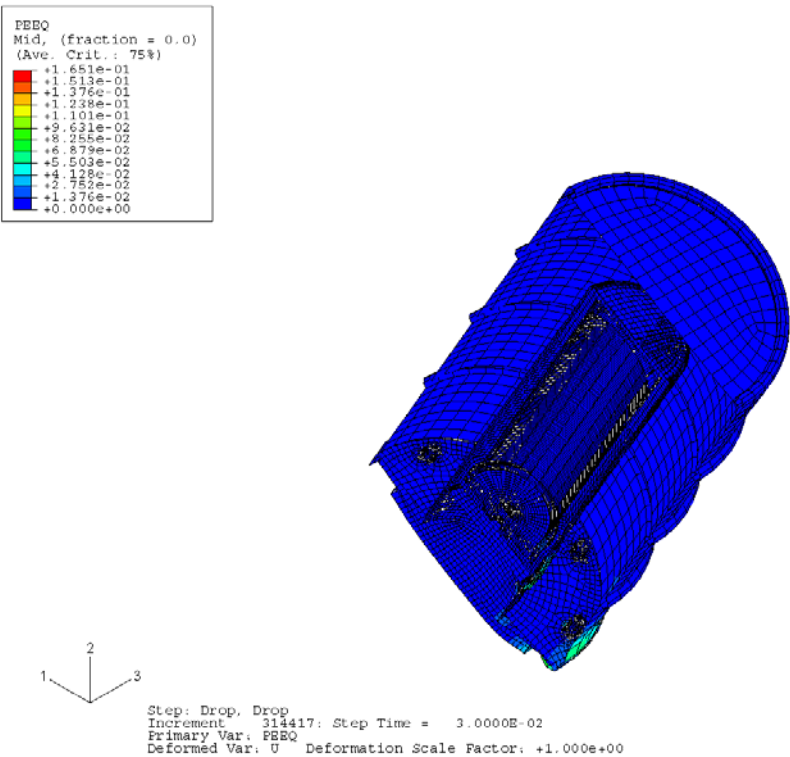 PEEQ
Mid, (fraction = 0.0)
(Ave. Crit.: 75%)
+1.651e-01
+1.513e-01
+1.376e-01
+1.238e-01
+1.101e-01
+9.631e-02
+8.255e-02
+6.879e-02
+5.503e-02
+4.128e-02
+2.752e-02
+1.376e-02
+0.000e+00
2
1
3
Step: Drop, Drop
Increment 314417: Step Time = 3.0000E-02
Primary Var: PEEQ
Deformed Var: U Deformation Scale Factor: +1.000e+00